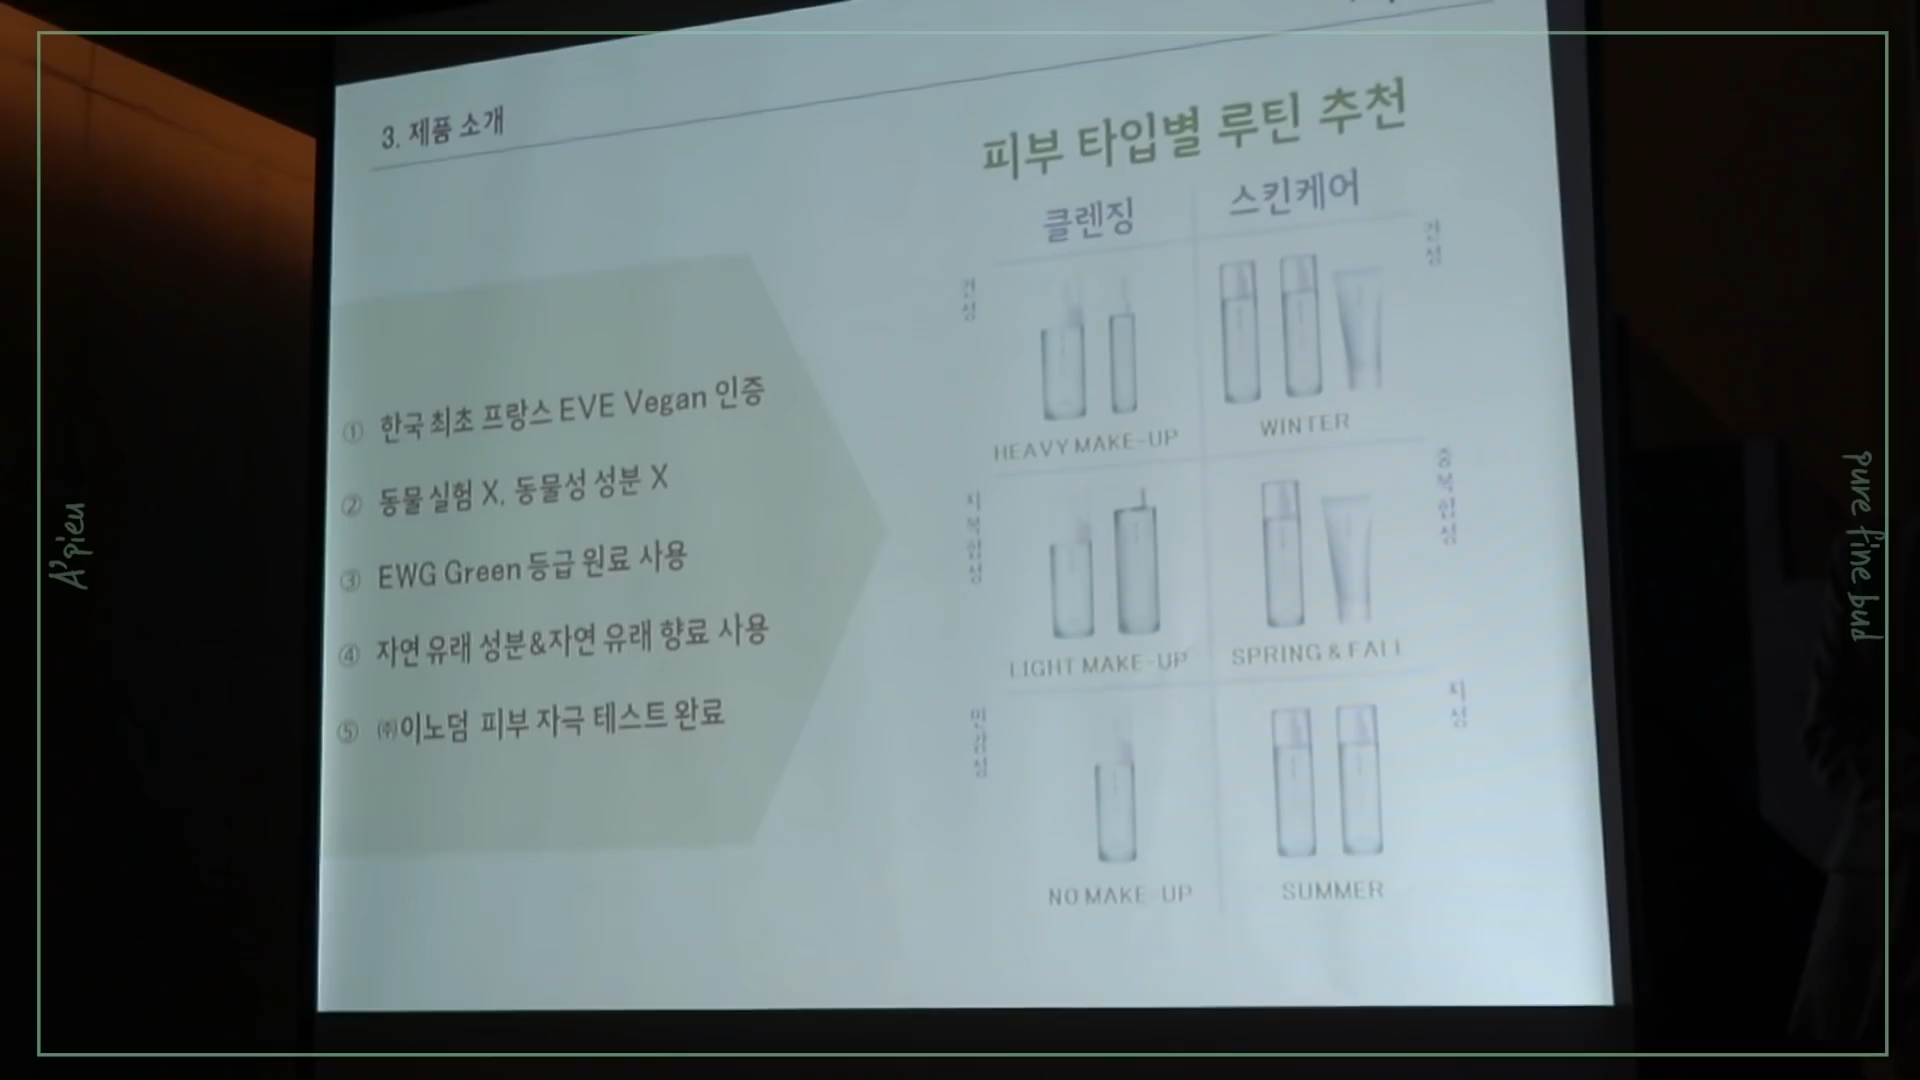 3. 제품 소개
① 한국 최초 프랑스 EVE Vegan 인증
② 동물 실험 X, 동물성 성분 X
③ EWG Green 등급 원료 사용
④ 자연 유래 성분&자연 유래 향료 사용
⑤ ㈜이노덤 피부 자극 테스트 완료
피부 타입별 루틴 추천
클렌징
스킨케어
건성
건성
HEAVY MAKE-UP
WINTER
지복합성
중복합성
LIGHT MAKE-UP
SPRING & FALL
민감성
지성
NO MAKE-UP
SUMMER
A'pieu
pure fine bud